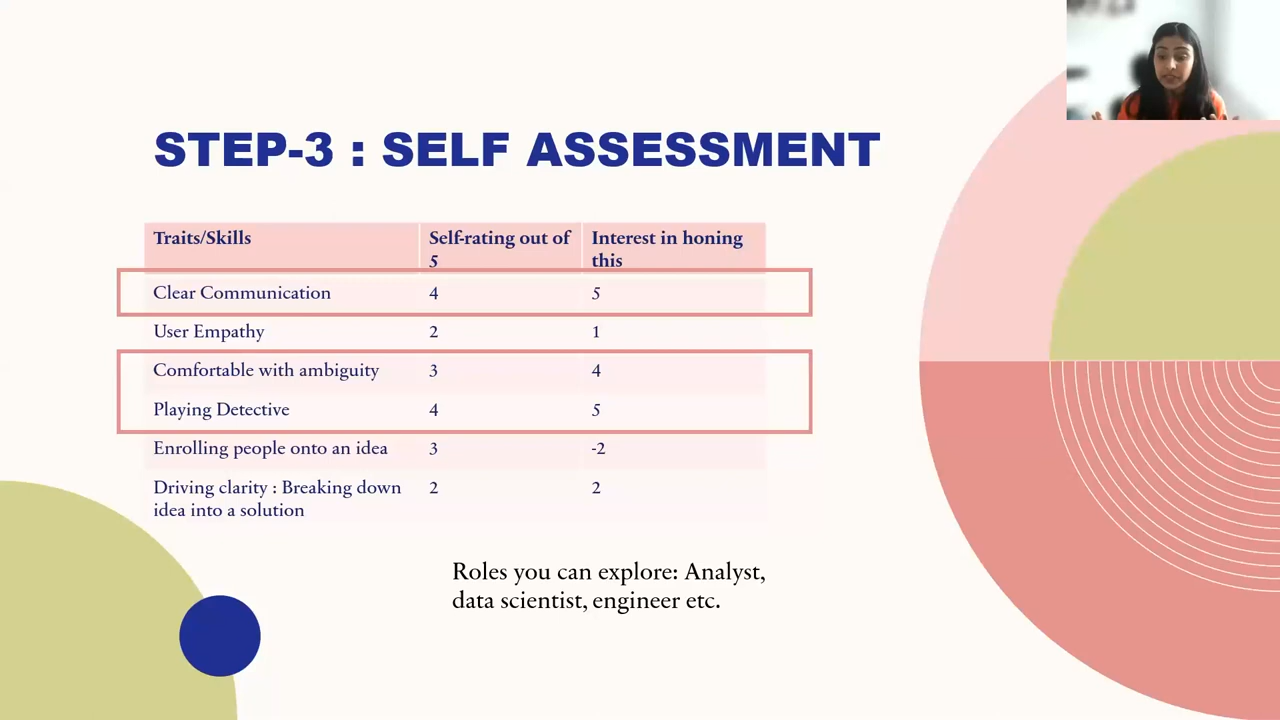 STEP-3 : SELF ASSESSMENT
Traits/Skills Self-rating out of 5 Interest in honing this
Clear Communication 4 5
User Empathy 2 1
Comfortable with ambiguity 3 4
Playing Detective 4 5
Enrolling people onto an idea 3 -2
Driving clarity : Breaking down idea into a solution 2 2
Roles you can explore: Analyst,
data scientist, engineer etc.